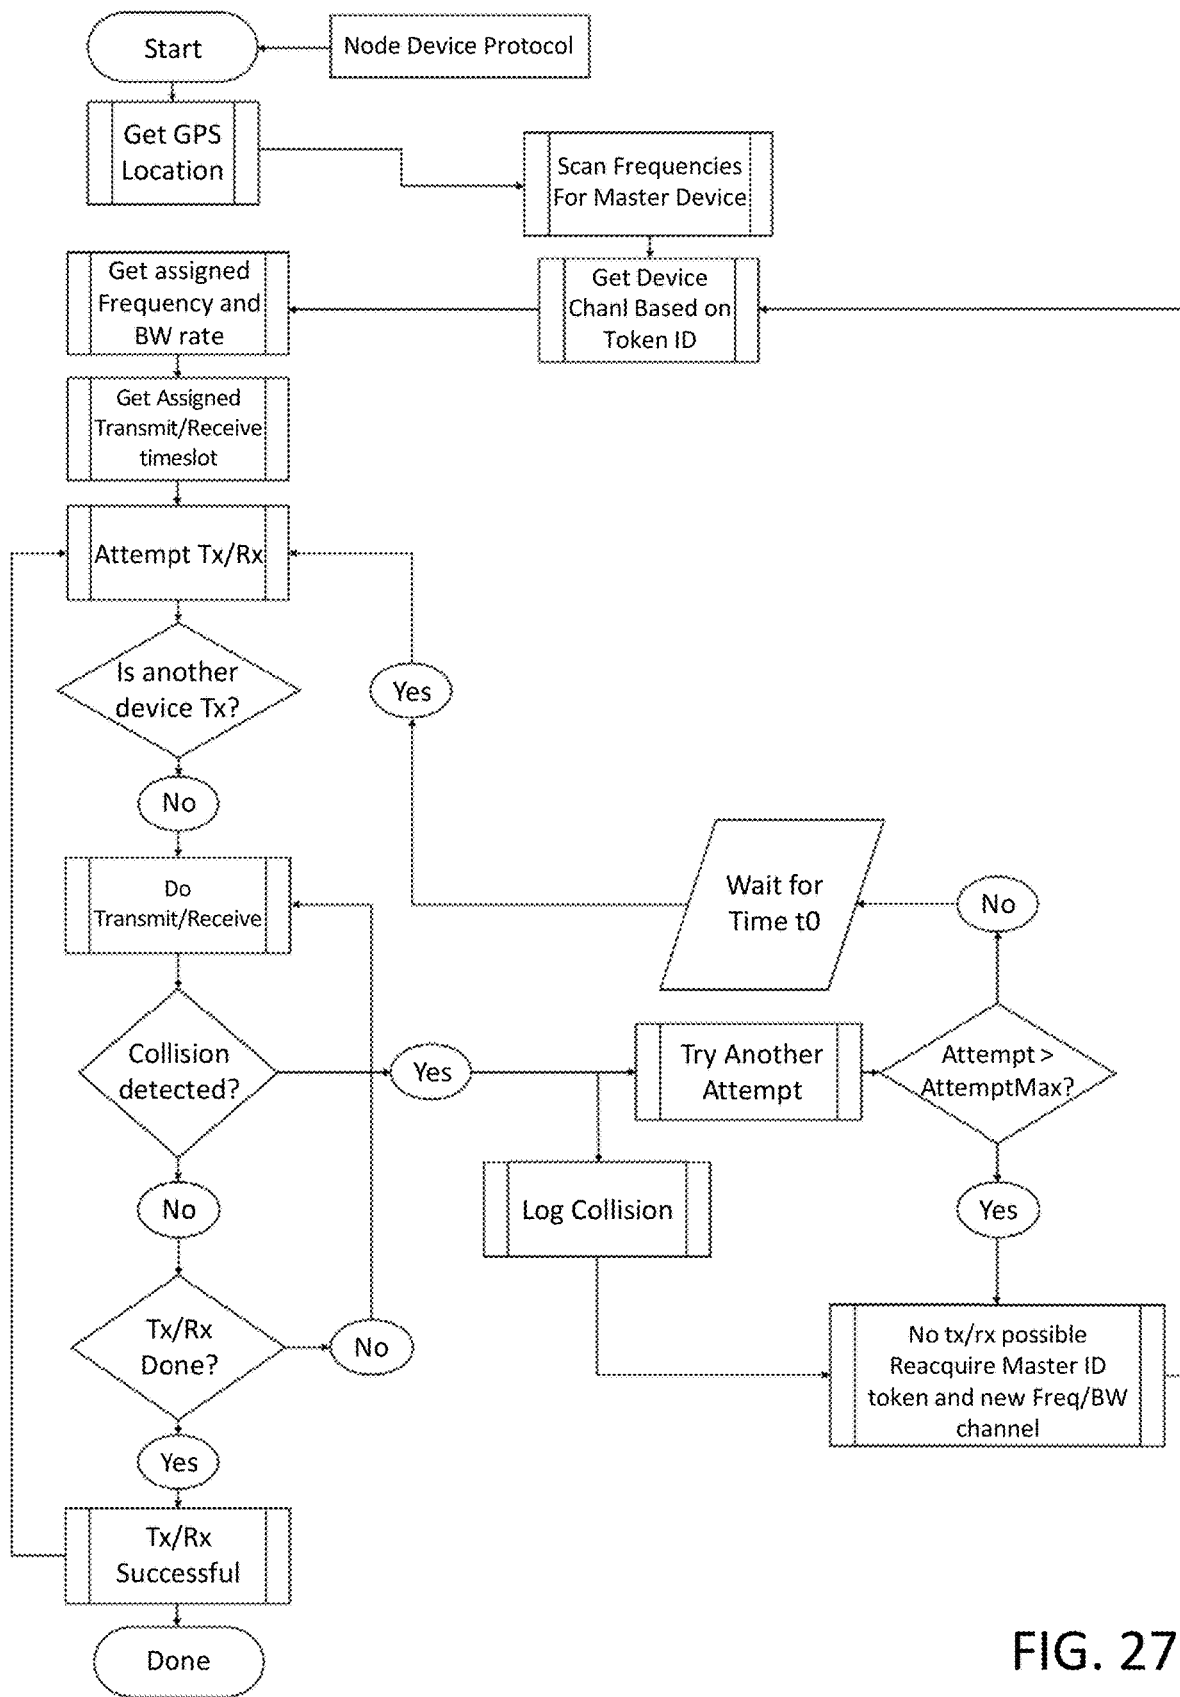 Start
Node Device Protocol
Get GPS
Location
Scan Frequencies
For Master Device
Get Device
Chanl Based on
Token ID
Get assigned
Frequency and
BW rate
Get Assigned
Transmit/Receive
timeslot
Attempt Tx/Rx
Is another
device Tx?
Yes
No
Do
Transmit/Receive
Wait for
Time t0
No
Collision
detected?
Yes
Try Another
Attempt
Attempt >
AttemptMax?
No
Log Collision
Yes
Tx/Rx
Done?
No
No tx/rx possible
Reacquire Master ID
token and new Freq/BW
channel
Yes
Tx/Rx
Successful
Done
FIG. 27